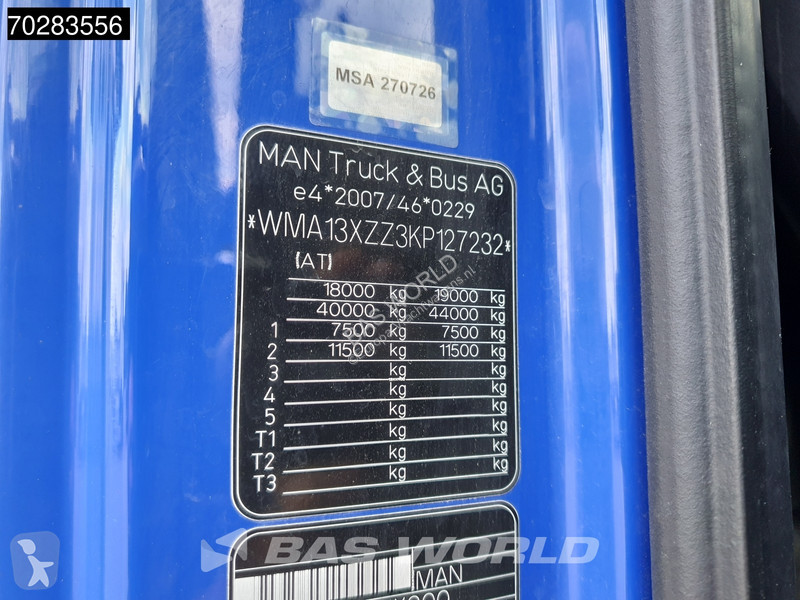 70283556
MSA 270726
MAN Truck & Bus AG
e4*2007/46*0229
*WMA13XZZ3KP127232*
(AT)
18000 kg 19000 kg
40000 kg 44000 kg
1 7500 kg 7500 kg
2 11500 kg 11500 kg
3 kg kg
4 kg kg
5 kg kg
T1 kg kg
T2 kg kg
T3 kg kg
BAS WORLD
BAS WORLD
MAN